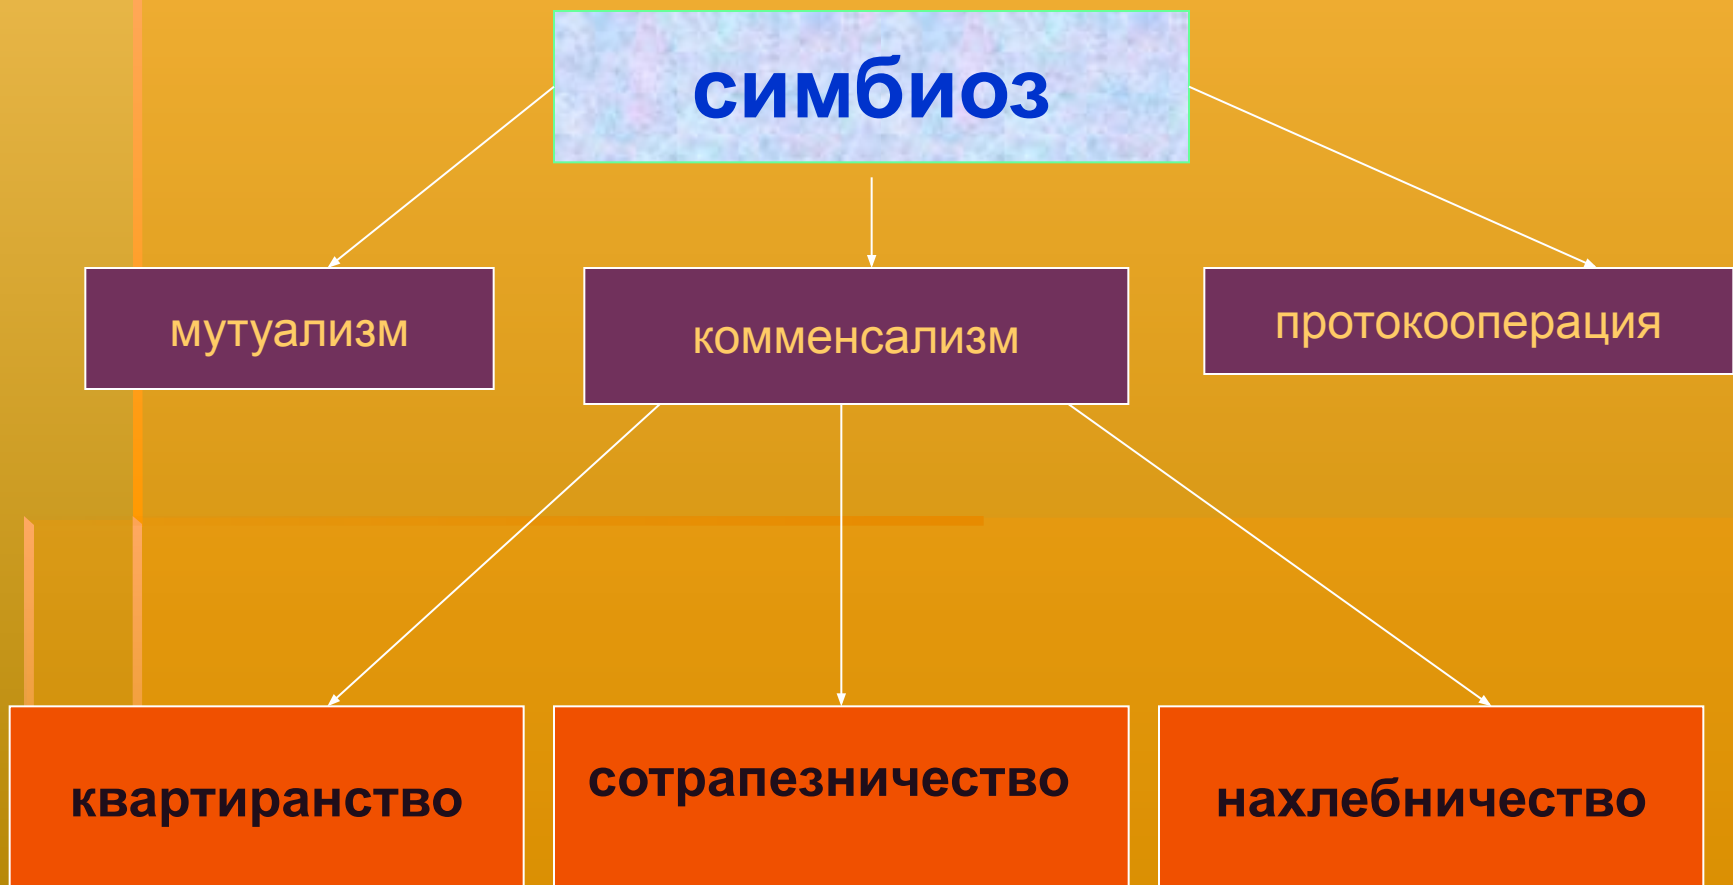 симбиоз
мутуализм
комменсализм
протокооперация
квартиранство
сотрапезничество
нахлебничество